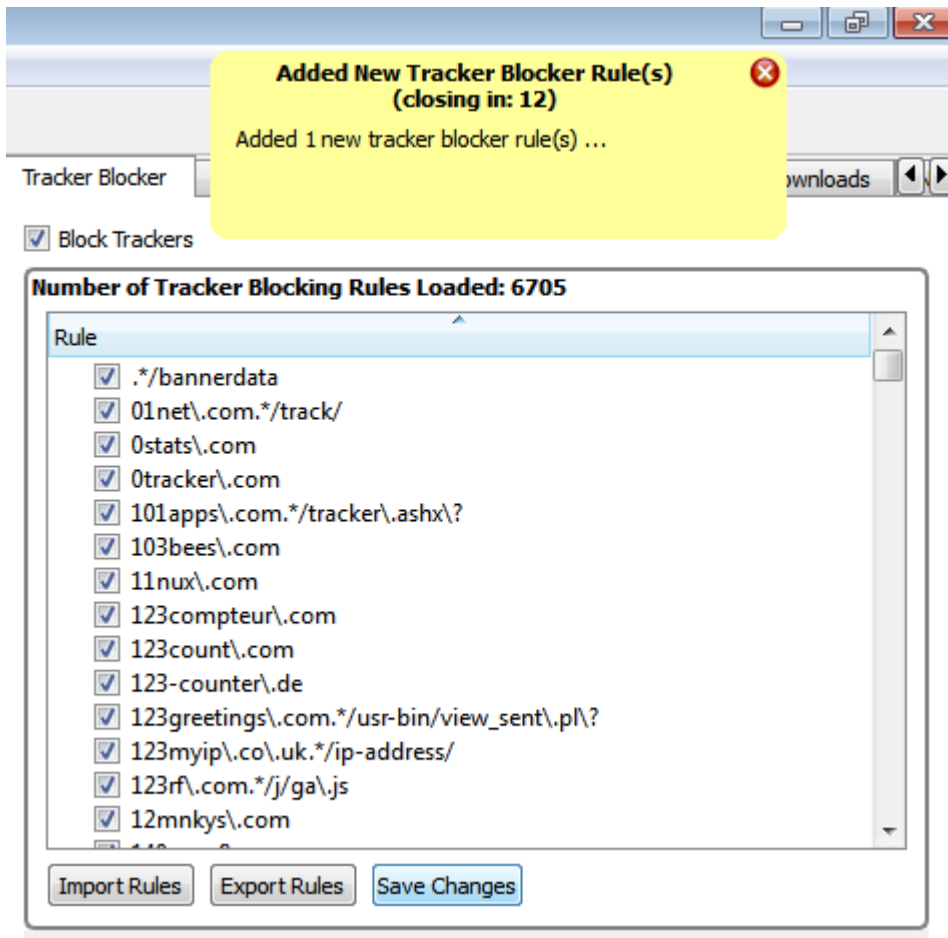 Added New Tracker Blocker Rule(s)
(closing in: 12)
Added 1 new tracker blocker rule(s) ...
Tracker Blocker
ownloads
Block Trackers
Number of Tracker Blocking Rules Loaded: 6705
Rule
.*/bannerdata
01net\.com.*/track/
0stats\.com
0tracker\.com
101apps\.com.*/tracker\.ashx\?
103bees\.com
11nux\.com
123compteur\.com
123count\.com
123-counter\.de
123greetings\.com.*/usr-bin/view_sent\.pl\?
123myip\.co\.uk.*/ip-address/
123rf\.com.*/j/ga\.js
12mnkys\.com
Import Rules
Export Rules
Save Changes